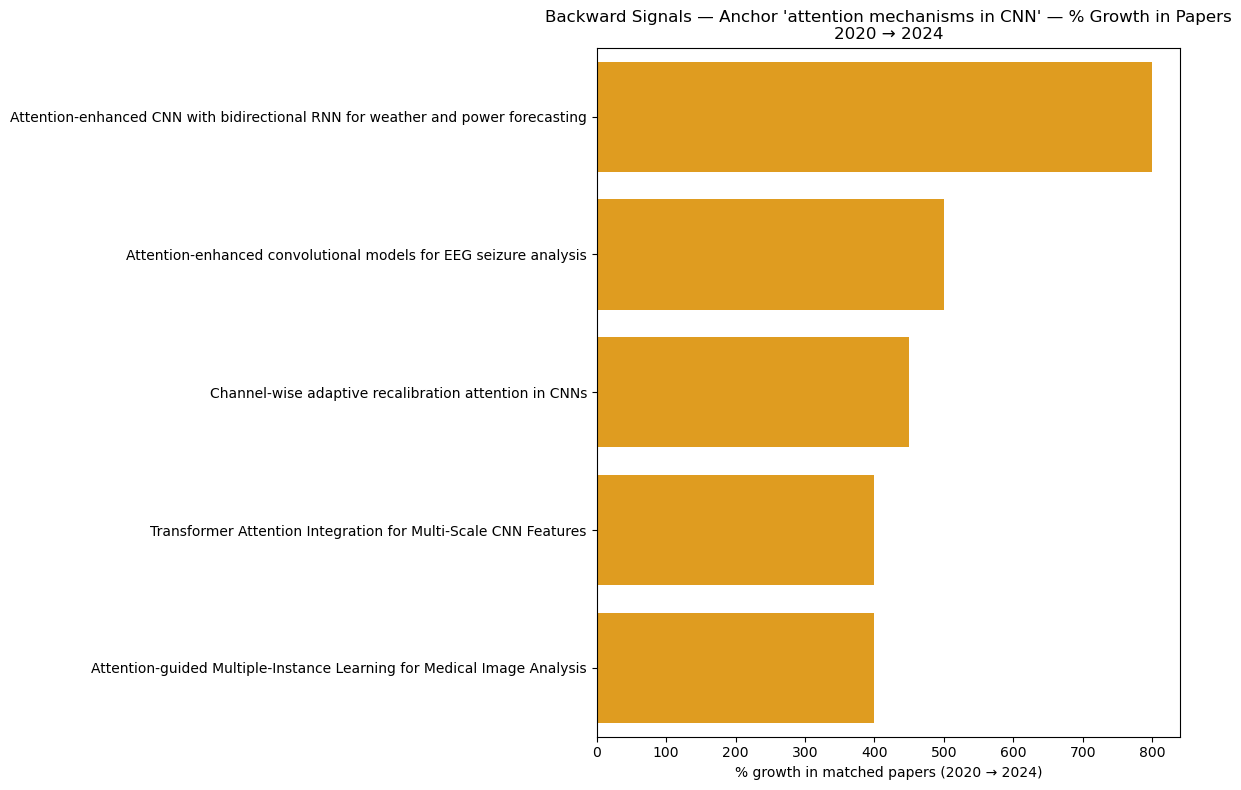 Backward Signals — Anchor 'attention mechanisms in CNN' — % Growth in Papers
2020 → 2024
Attention-enhanced CNN with bidirectional RNN for weather and power forecasting
Attention-enhanced convolutional models for EEG seizure analysis
Channel-wise adaptive recalibration attention in CNNs
Transformer Attention Integration for Multi-Scale CNN Features
Attention-guided Multiple-Instance Learning for Medical Image Analysis
0 100 200 300 400 500 600 700 800
% growth in matched papers (2020 → 2024)